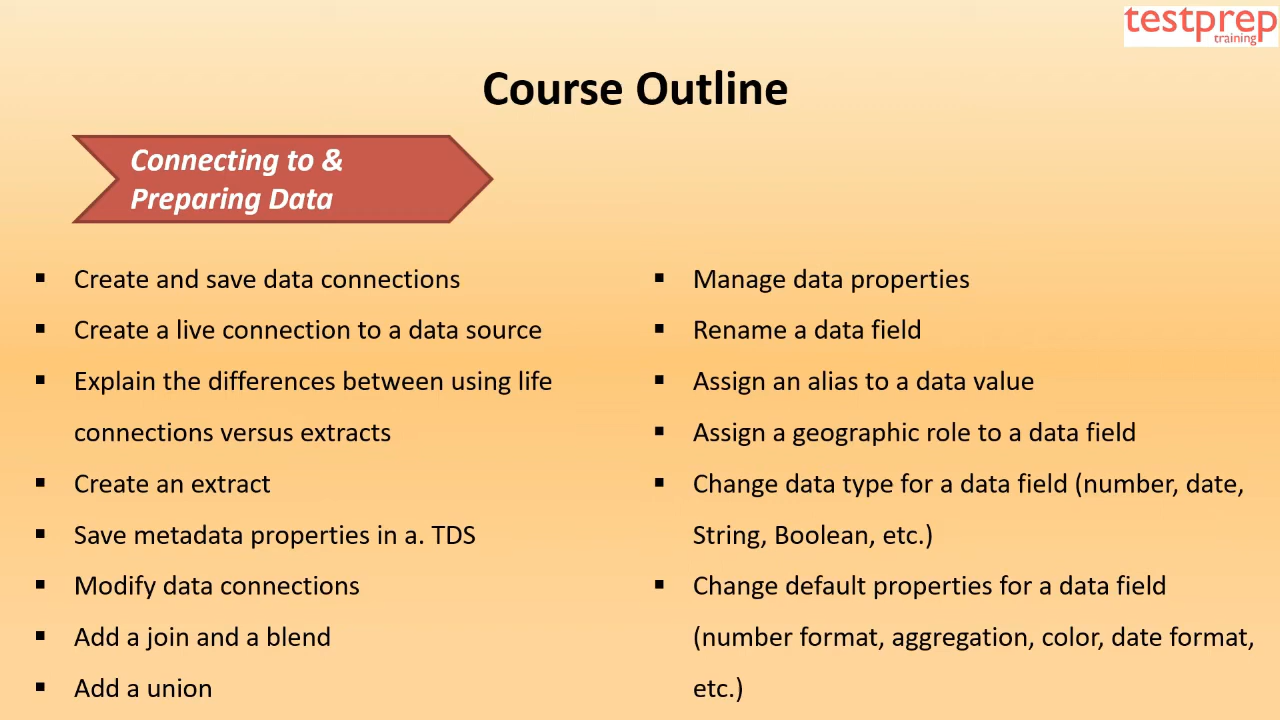 testprep
training
Course Outline
Connecting to &
Preparing Data
▪ Create and save data connections
▪ Create a live connection to a data source
▪ Explain the differences between using life
connections versus extracts
▪ Create an extract
▪ Save metadata properties in a. TDS
▪ Modify data connections
▪ Add a join and a blend
▪ Add a union
▪ Manage data properties
▪ Rename a data field
▪ Assign an alias to a data value
▪ Assign a geographic role to a data field
▪ Change data type for a data field (number, date,
String, Boolean, etc.)
▪ Change default properties for a data field
(number format, aggregation, color, date format,
etc.)